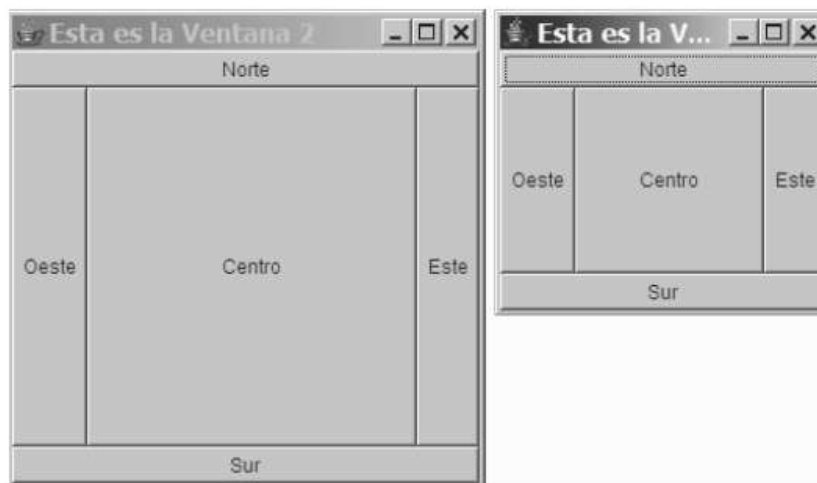 Esta es la Ventana 2
Norte
Oeste
Centro
Este
Sur
Esta es la V...
Norte
Oeste
Centro
Este
Sur